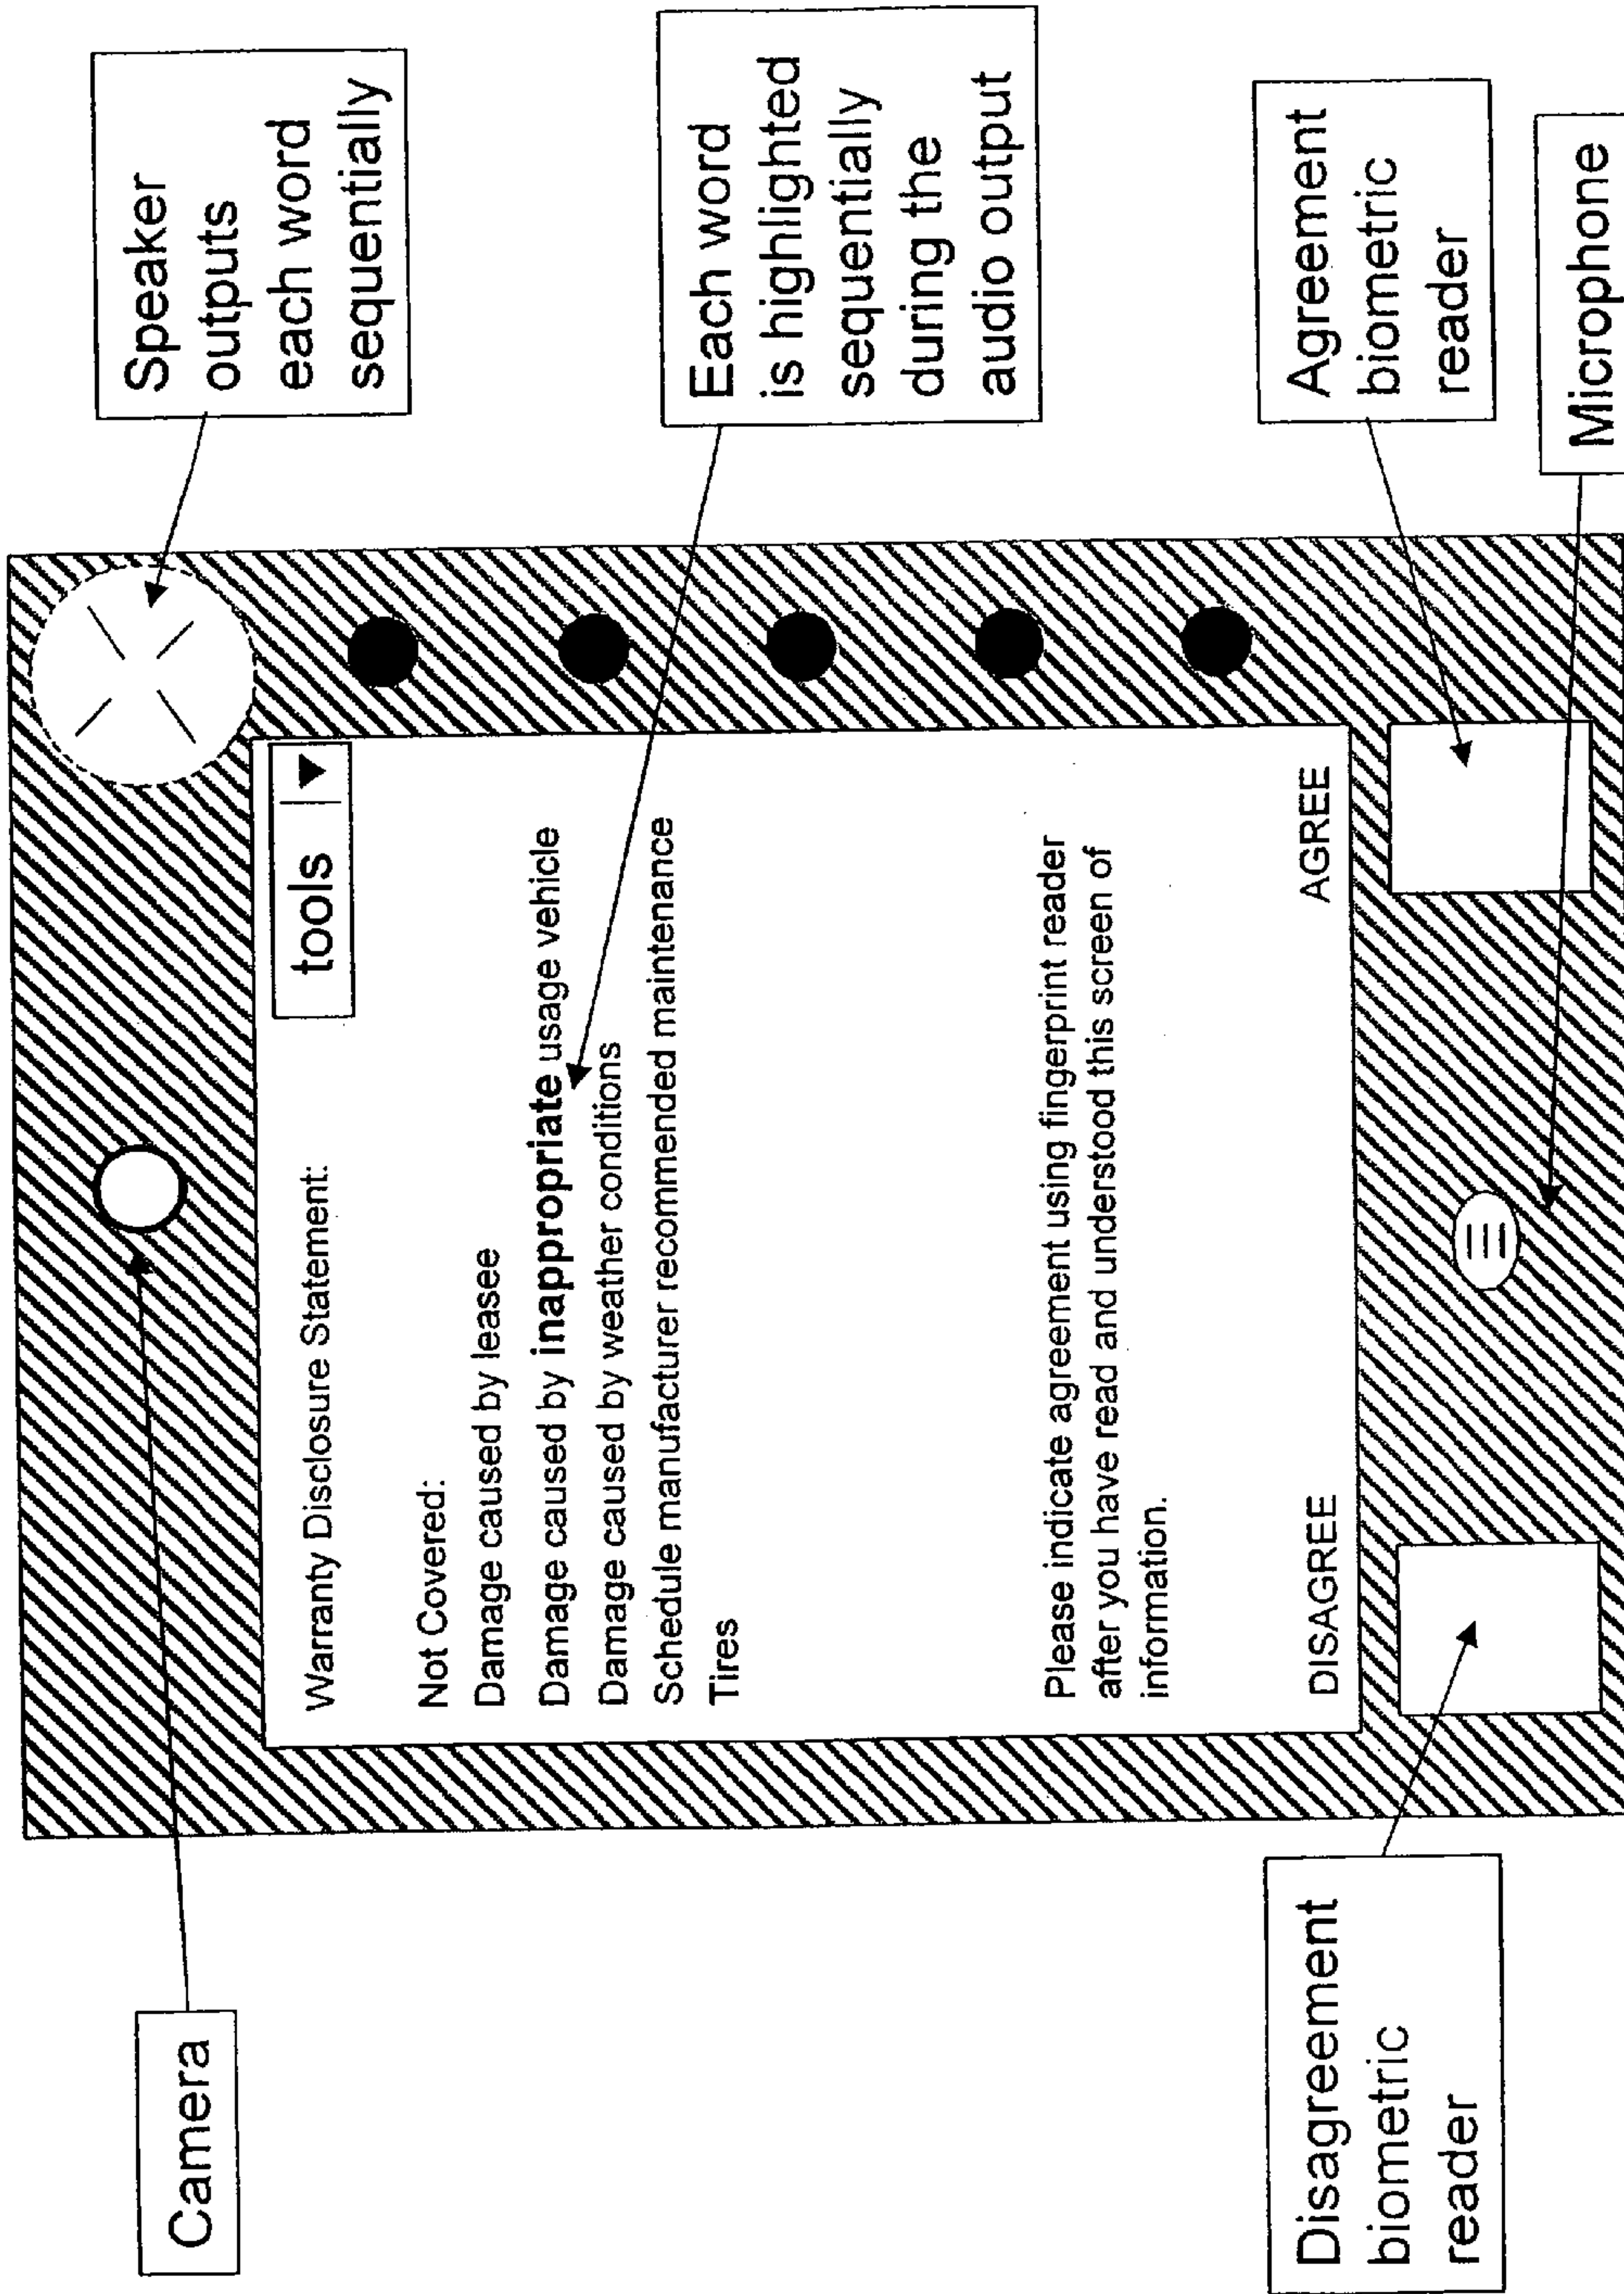 Camera
Speaker
outputs
each word
sequentially
tools
Warranty Disclosure Statement:
Not Covered:
Damage caused by leasee
Damage caused by inappropriate usage vehicle
Damage caused by weather conditions
Schedule manufacturer recommended maintenance
Tires
Each word
is highlighted
sequentially
during the
audio output
Please indicate agreement using fingerprint reader
after you have read and understood this screen of
information.
DISAGREE
AGREE
Disagreement
biometric
reader
Agreement
biometric
reader
Microphone